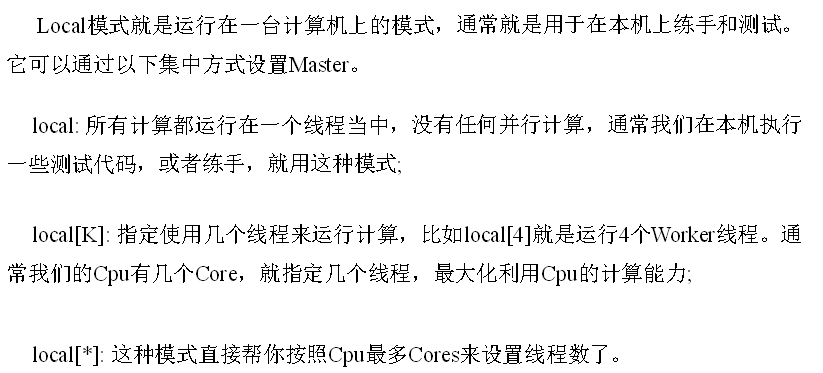 Local模式就是运行在一台计算机上的模式，通常就是用于在本机上练手和测试。
它可以通过以下集中方式设置Master。
local: 所有计算都运行在一个线程当中，没有任何并行计算，通常我们在本机执行
一些测试代码，或者练手，就用这种模式;
local[K]: 指定使用几个线程来运行计算，比如local[4]就是运行4个Worker线程。通
常我们的Cpu有几个Core，就指定几个线程，最大化利用Cpu的计算能力;
local[*]: 这种模式直接帮你按照Cpu最多Cores来设置线程数了。